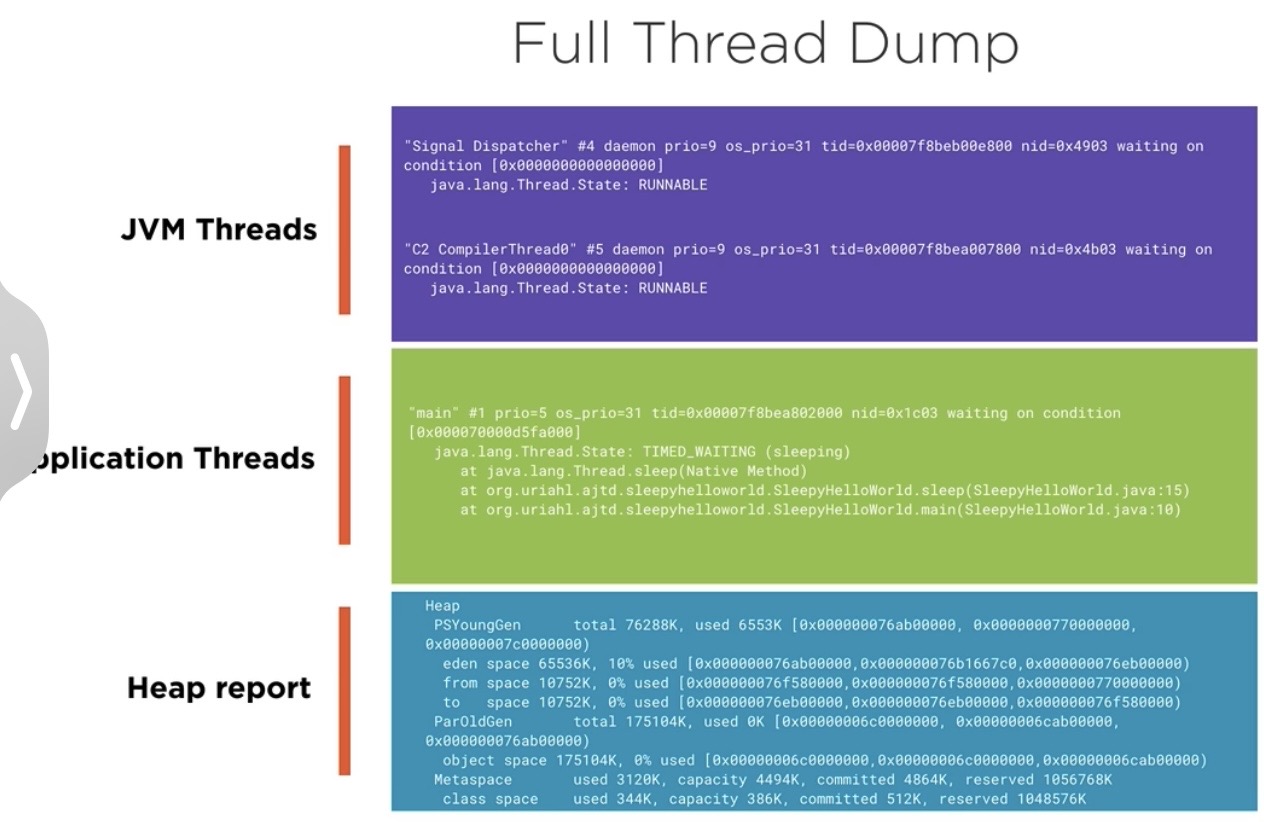 Full Thread Dump
JVM Threads
"Signal Dispatcher" #4 daemon prio=9 os_prio=31 tid=0x00007f8beb00e800 nid=0x4903 waiting on
condition [0x0000000000000000]
java.lang.Thread.State: RUNNABLE
"C2 CompilerThread0" #5 daemon prio=9 os_prio=31 tid=0x00007f8bea007800 nid=0x4b03 waiting on
condition [0x0000000000000000]
java.lang.Thread.State: RUNNABLE
pplication Threads
"main" #1 prio=5 os_prio=31 tid=0x00007f8bea802000 nid=0x1c03 waiting on condition
[0x000070000d5fa000]
java.lang.Thread.State: TIMED_WAITING (sleeping)
at java.lang.Thread.sleep(Native Method)
at org.uriahl.ajtd.sleepyhelloworld.SleepyHelloWorld.sleep(SleepyHelloWorld.java:15)
at org.uriahl.ajtd.sleepyhelloworld.SleepyHelloWorld.main(SleepyHelloWorld.java:10)
Heap report
Heap
PSYoungGen total 76288K, used 6553K [0x000000076ab00000, 0x0000000770000000,
0x00000007c0000000)
eden space 65536K, 10% used [0x000000076ab00000,0x000000076b1667c0,0x000000076eb00000)
from space 10752K, 0% used [0x000000076f580000,0x000000076f580000,0x0000000770000000)
to space 10752K, 0% used [0x000000076eb00000,0x000000076eb00000,0x000000076f580000)
ParOldGen total 175104K, used 0K [0x00000006c0000000, 0x00000006cab00000,
0x000000076ab00000)
object space 175104K, 0% used [0x00000006c0000000,0x00000006c0000000,0x00000006cab00000)
Metaspace used 3120K, capacity 4494K, committed 4864K, reserved 1056768K
class space used 344K, capacity 386K, committed 512K, reserved 1048576K